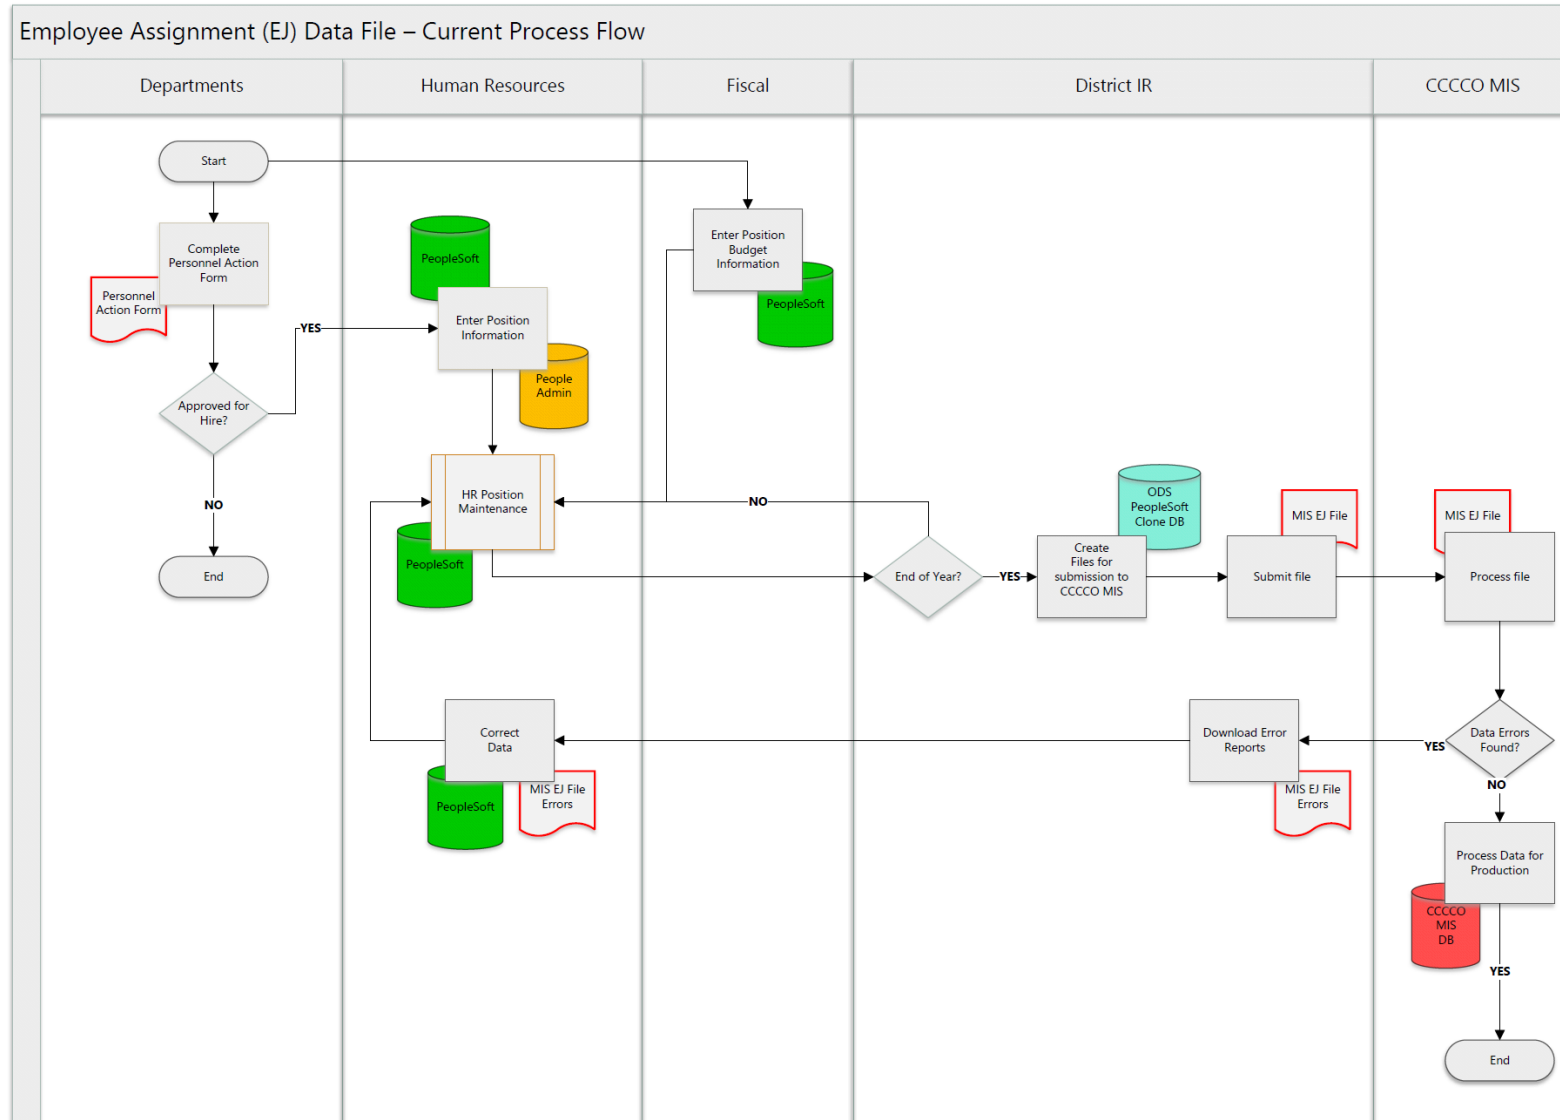 Employee Assignment (EJ) Data File – Current Process Flow
Departments
Human Resources
Fiscal
District IR
CCCCO MIS
Start
Complete
Personnel Action
Form
Personnel
Action Form
Approved for
Hire?
YES
NO
End
PeopleSoft
Enter Position
Information
People
Admin
HR Position
Maintenance
PeopleSoft
Correct
Data
PeopleSoft
MIS EJ File
Errors
Enter Position
Budget
Information
PeopleSoft
NO
End of Year?
YES
ODS
PeopleSoft
Clone DB
Create
Files for
submission to
CCCCO MIS
MIS EJ File
Submit file
Download Error
Reports
MIS EJ File
Errors
MIS EJ File
Process file
Data Errors
Found?
YES
NO
Process Data for
Production
CCCCO
MIS
DB
YES
End